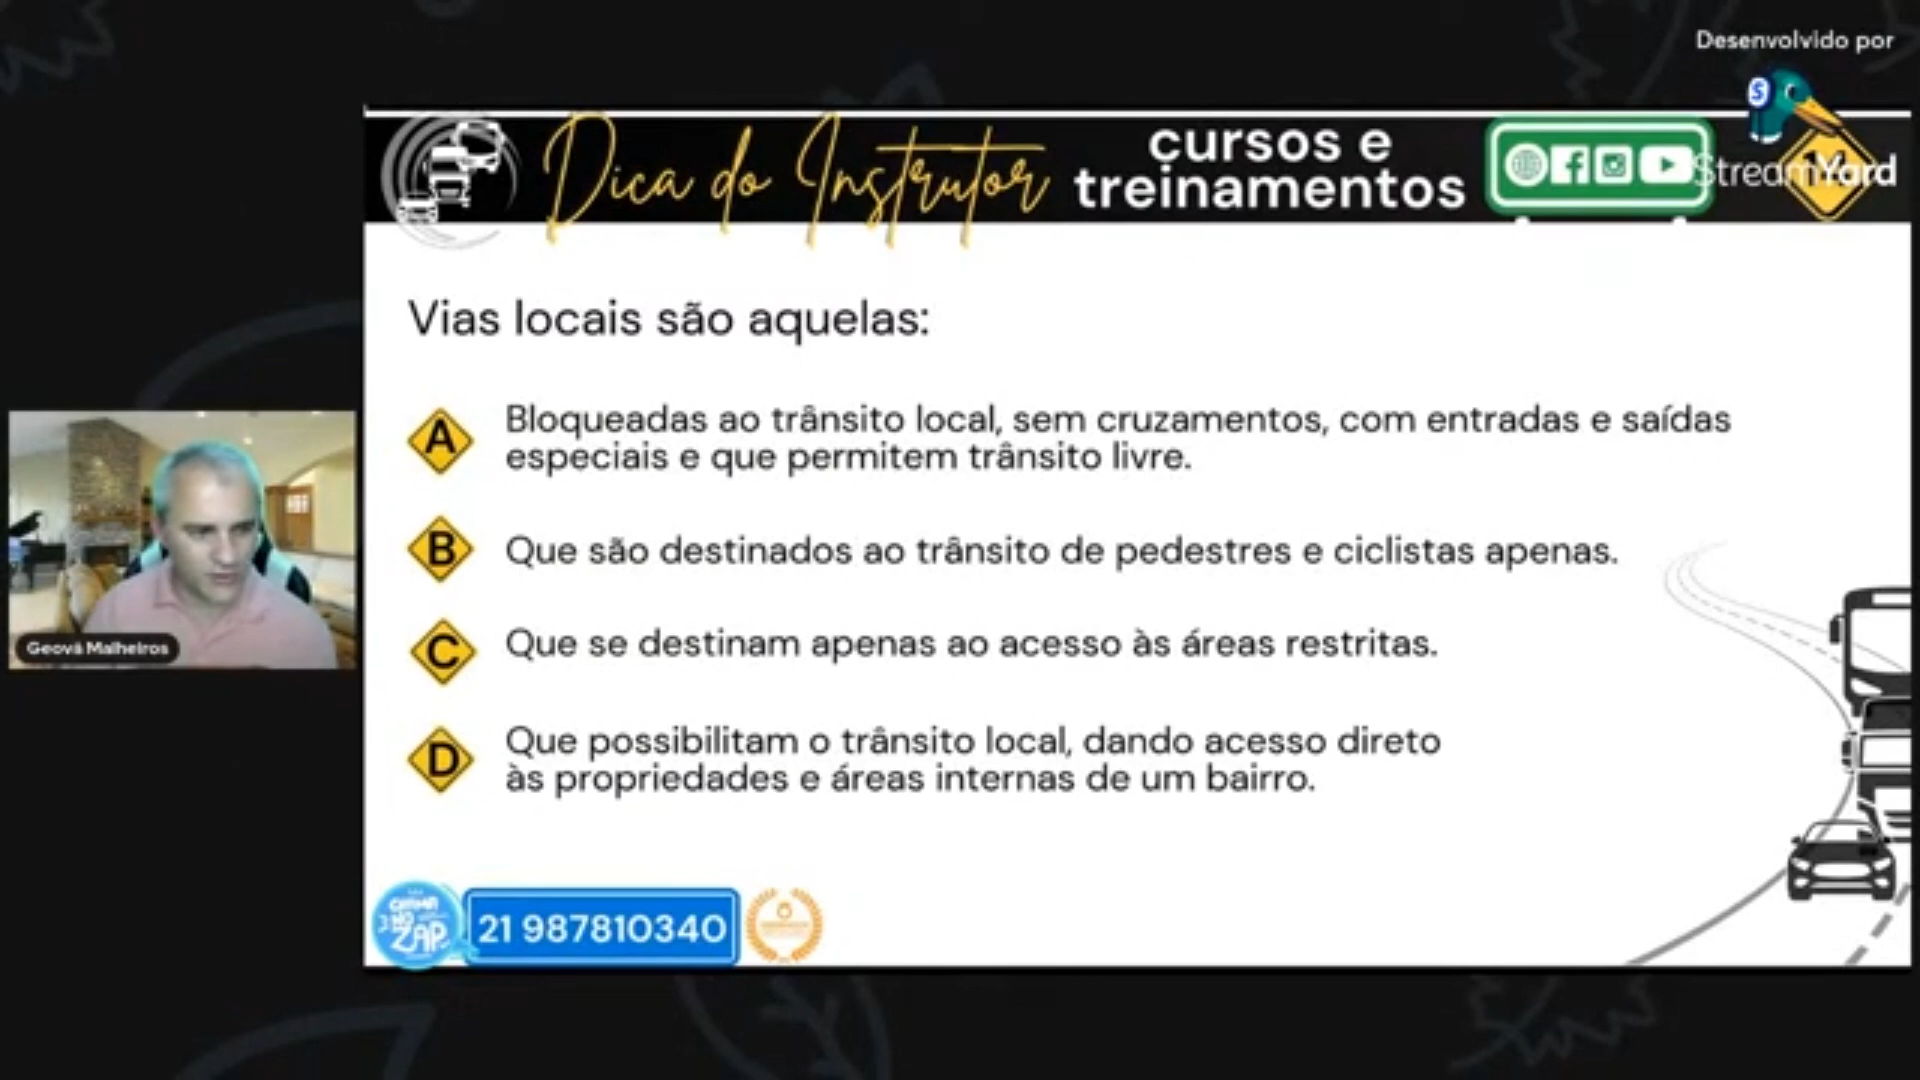 Desenvolvido por
StreamYard
Dica do Instrutor
cursos e
treinamentos
Vias locais são aquelas:
A
Bloqueadas ao trânsito local, sem cruzamentos, com entradas e saídas
especiais e que permitem trânsito livre.
B
Que são destinados ao trânsito de pedestres e ciclistas apenas.
C
Que se destinam apenas ao acesso às áreas restritas.
D
Que possibilitam o trânsito local, dando acesso direto
às propriedades e áreas internas de um bairro.
Geová Malheiros
CHAMA
NO
ZAP
21 987810340